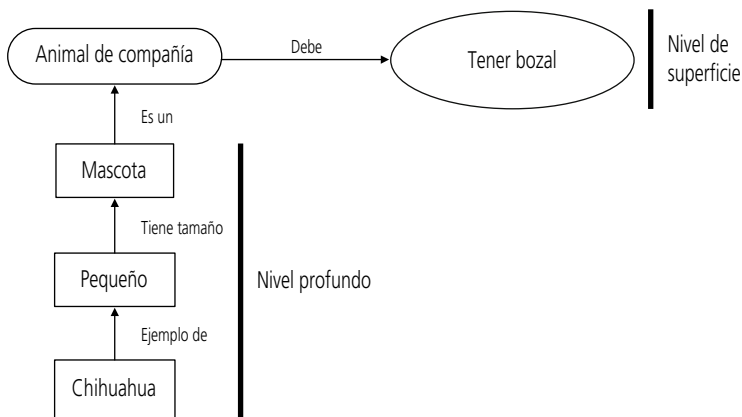 Animal de compañía
Debe
Tener bozal
Nivel de
superficie
Es un
Mascota
Tiene tamaño
Pequeño
Nivel profundo
Ejemplo de
Chihuahua